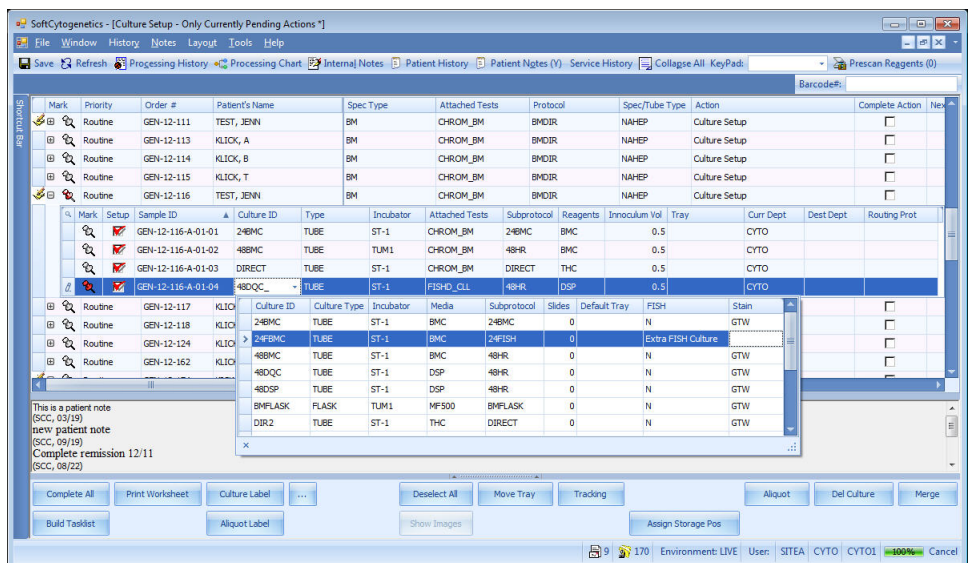 SoftCytogenetics - [Culture Setup - Only Currently Pending Actions *]
File Window History Notes Layout Tools Help
Save Refresh Processing History Processing Chart Internal Notes Patient History Patient Notes (Y) Service History Collapse All KeyPad: Prescan Reagents (0)
Barcode#:
Shortcut Bar
Mark Priority Order # Patient's Name Spec Type Attached Tests Protocol Spec/Tube Type Action Complete Action Nex
Routine GEN-12-111 TEST, JENN BM CHROM_BM BMDIR NAHEP Culture Setup
Routine GEN-12-113 KLICK, A BM CHROM_BM BMDIR NAHEP Culture Setup
Routine GEN-12-114 KLICK, B BM CHROM_BM BMDIR NAHEP Culture Setup
Routine GEN-12-115 KLICK, T BM CHROM_BM BMDIR NAHEP Culture Setup
Routine GEN-12-116 TEST, JENN BM CHROM_BM BMDIR NAHEP Culture Setup
Mark Setup Sample ID Culture ID Type Incubator Attached Tests Subprotocol Reagents Innoculum Vol Tray Curr Dept Dest Dept Routing Prot
GEN-12-116-A-01-01 24BMC TUBE ST-1 CHROM_BM 24BMC BMC 0.5 CYTO
GEN-12-116-A-01-02 48BMC TUBE TUM1 CHROM_BM 48HR BMC 0.5 CYTO
GEN-12-116-A-01-03 DIRECT TUBE ST-1 CHROM_BM DIRECT THC 0.5 CYTO
GEN-12-116-A-01-04 48DQC_ TUBE ST-1 FISHD_CLL 48HR DSP 0.5 CYTO
Routine GEN-12-117 KLIC
Routine GEN-12-118 KLIC
Routine GEN-12-124 KLIC
Routine GEN-12-162 KLIC
Culture ID Culture Type Incubator Media Subprotocol Slides Default Tray FISH Stain
24BMC TUBE ST-1 BMC 24BMC 0 N GTW
24FBMC TUBE ST-1 BMC 24FISH 0 Extra FISH Culture
48BMC TUBE ST-1 BMC 48HR 0 N GTW
48DQC TUBE ST-1 DSP 48HR 0 N GTW
48DSP TUBE ST-1 DSP 48HR 0 N GTW
BMFLASK FLASK TUM1 MF500 BMFLASK 0 N GTW
DIR2 TUBE ST-1 THC DIRECT 0 N GTW
This is a patient note
(SCC, 03/19)
new patient note
(SCC, 09/19)
Complete remission 12/11
(SCC, 08/22)
Complete All Print Worksheet Culture Label ... Deselect All Move Tray Tracking Aliquot Del Culture Merge
Build Tasklist Aliquot Label Show Images Assign Storage Pos
9 170 Environment: LIVE User: SITEA CYTO CYTO1 100% Cancel